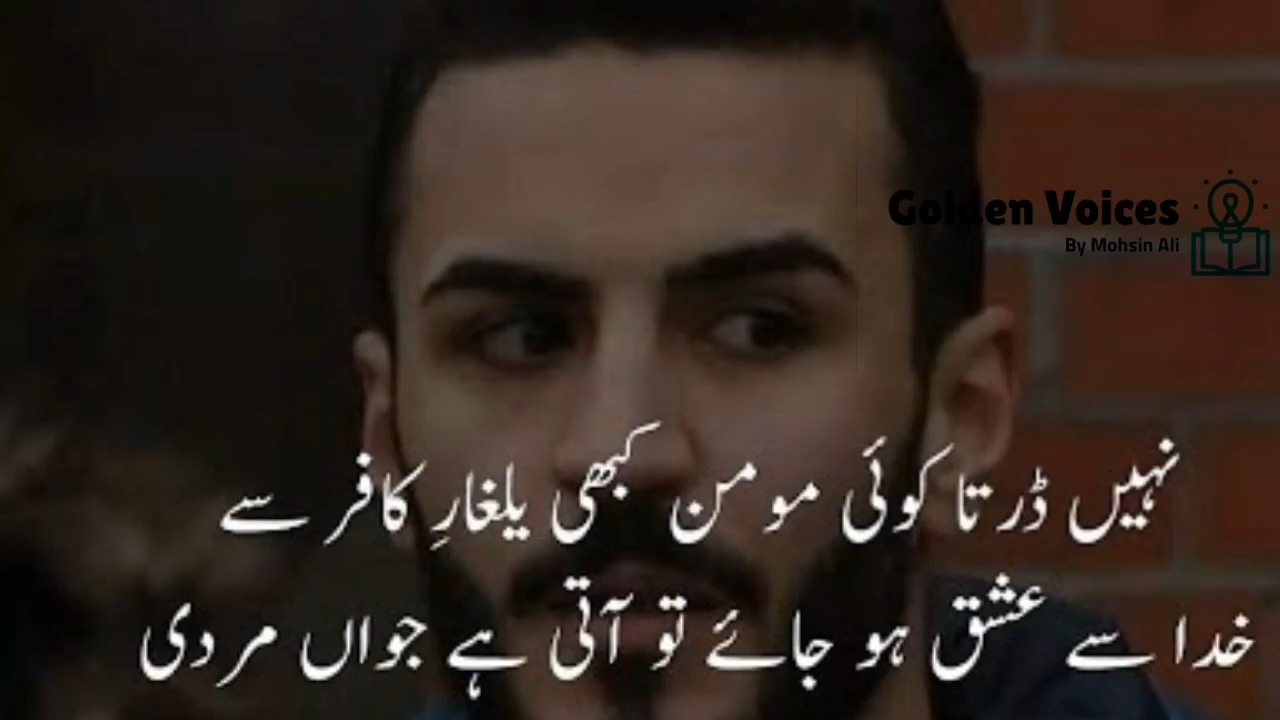 Golden Voices
By Mohsin Ali
نہیں ڈرتا کوئی مومن کبھی یلغارِ کافر سے
خدا سے عشق ہو جائے تو آتی ہے جواں مردی